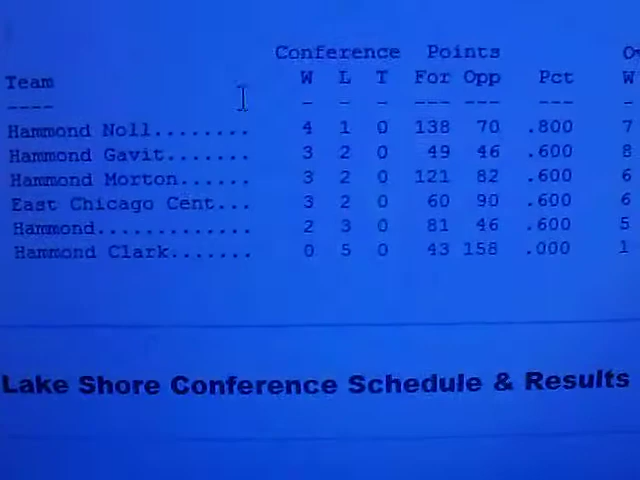 Conference Points Ov
Team W L T For Opp Pct W
---- - - - --- --- --- -
Hammond Noll........ 4 1 0 138 70 .800 7
Hammond Gavit....... 3 2 0 49 46 .600 8
Hammond Morton...... 3 2 0 121 82 .600 6
East Chicago Cent... 3 2 0 60 90 .600 6
Hammond............. 2 3 0 81 46 .600 5
Hammond Clark....... 0 5 0 43 158 .000 1
Lake Shore Conference Schedule & Results